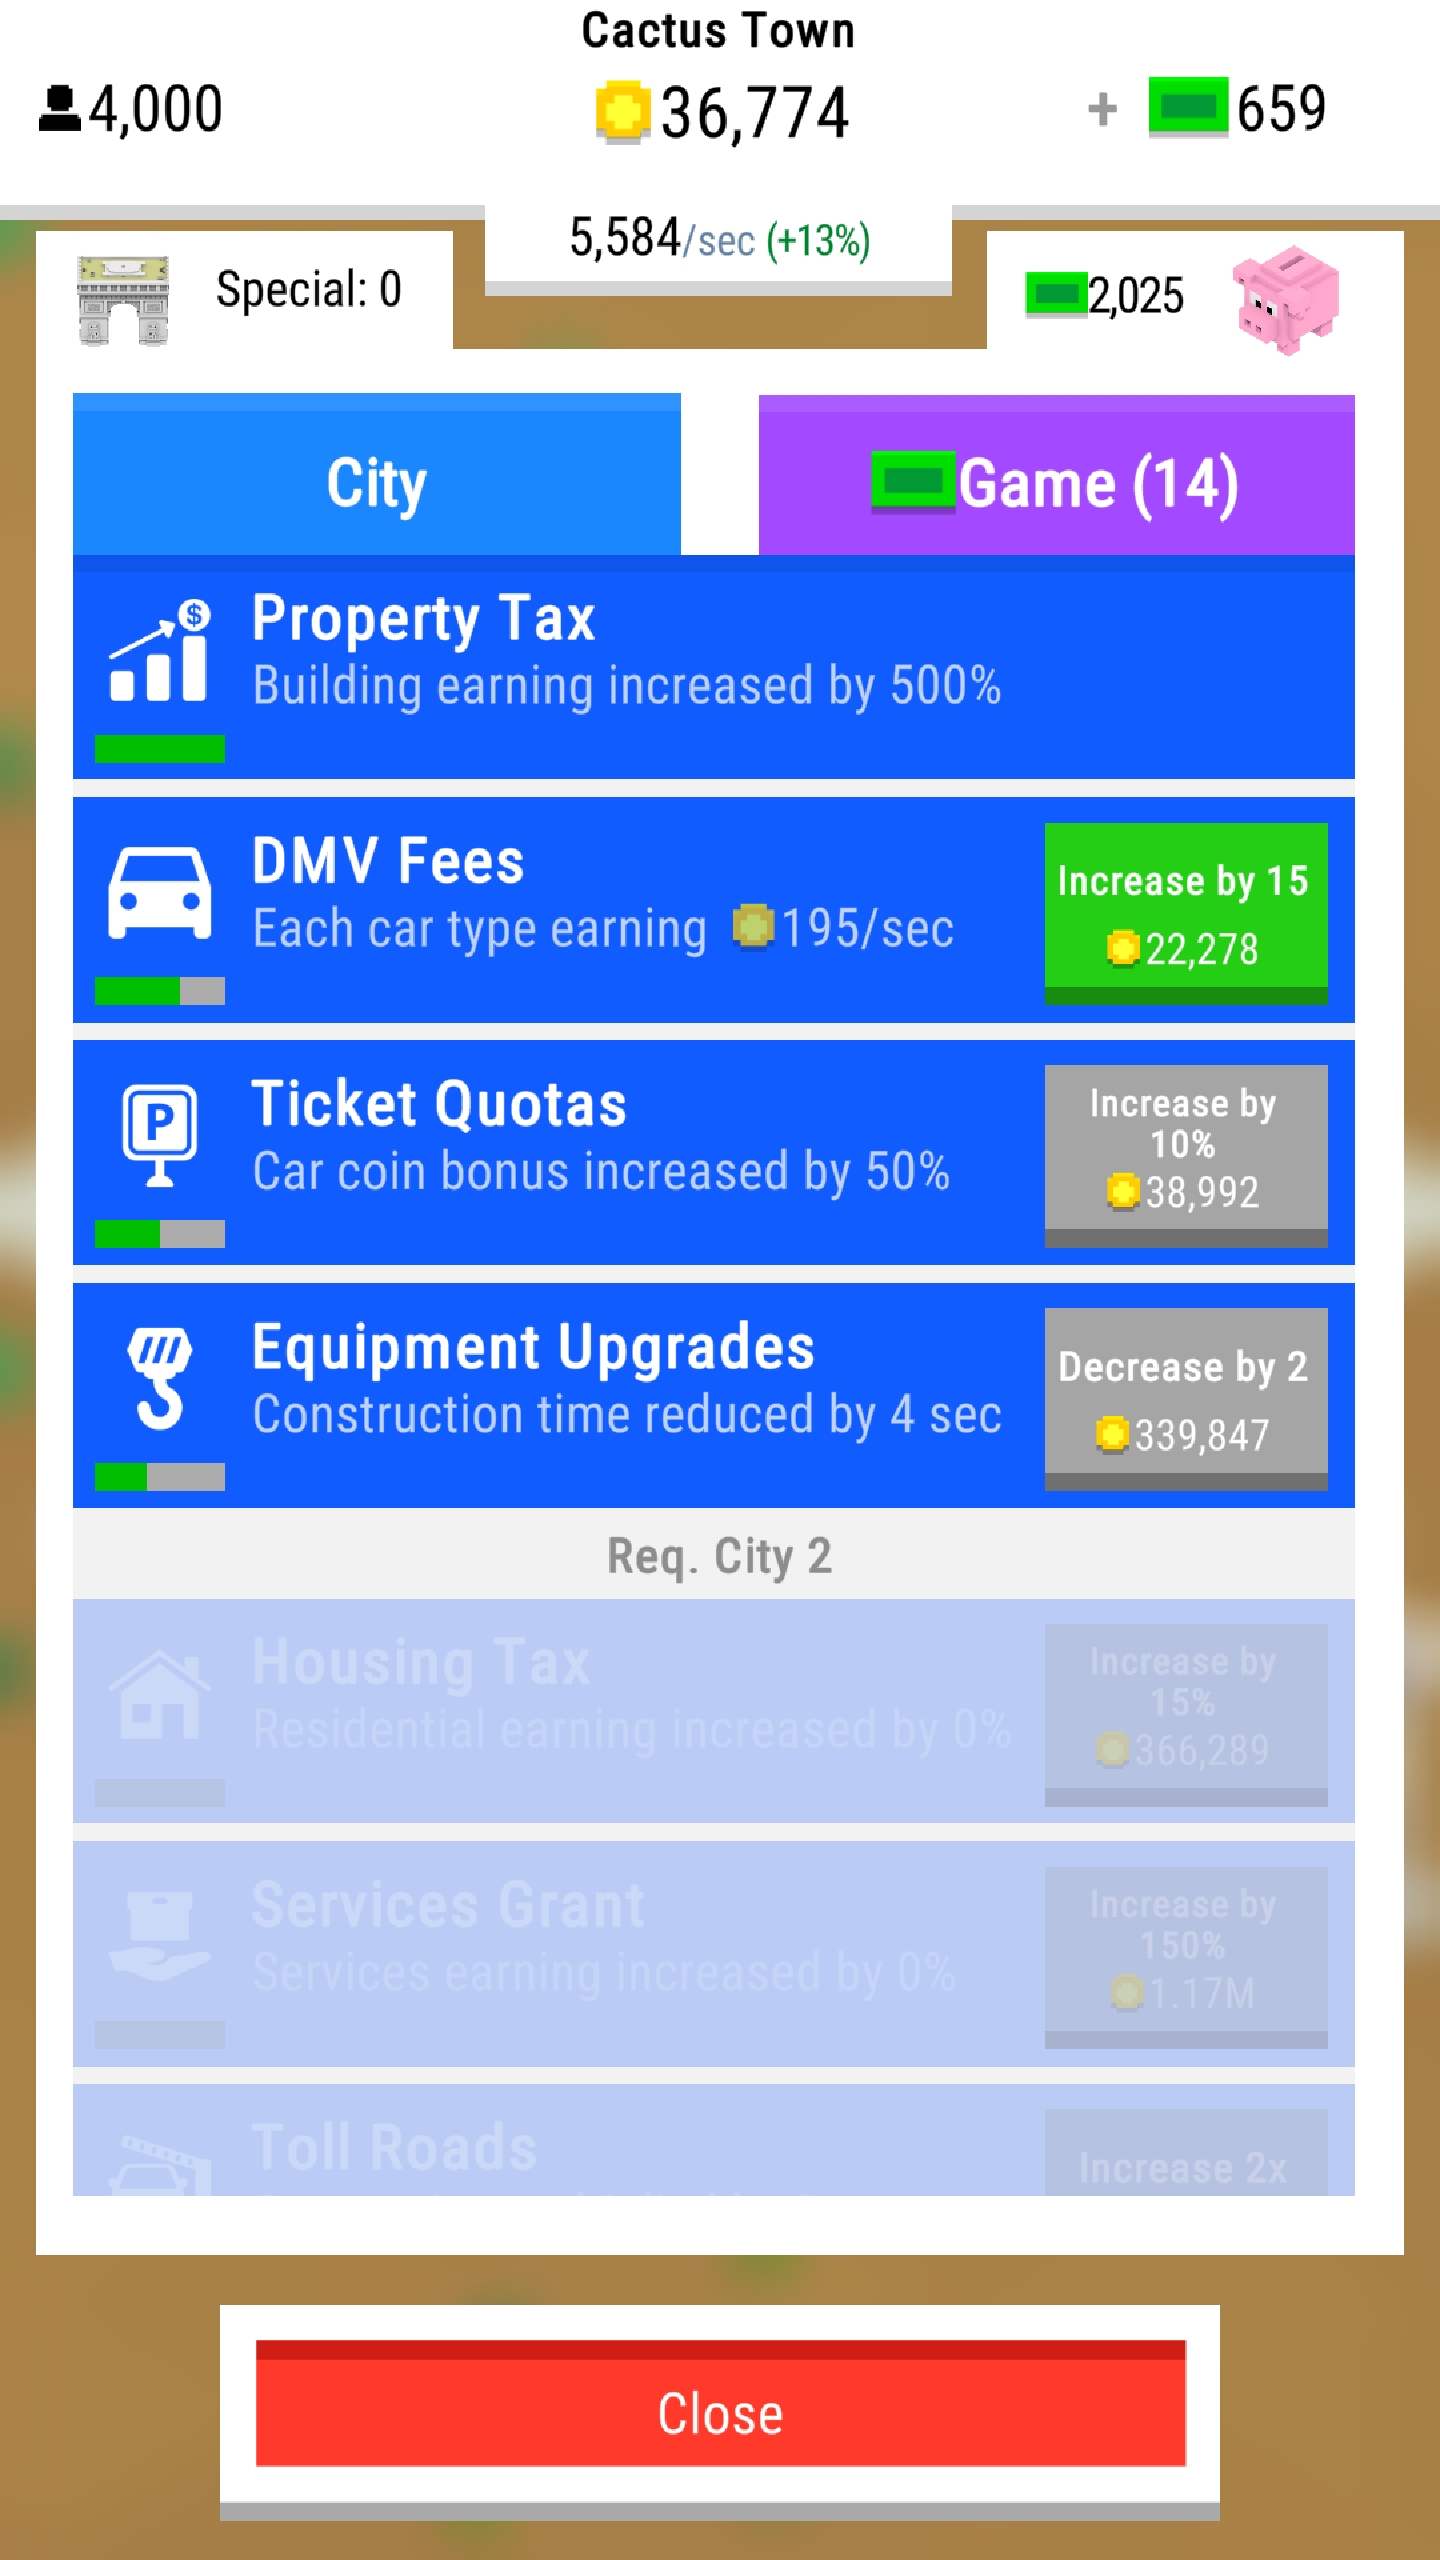 Cactus Town
4,000
36,774
+ 659
5,584/sec (+13%)
Special: 0
2,025
City
Game (14)
Property Tax
Building earning increased by 500%
DMV Fees
Each car type earning 195/sec
Increase by 15
22,278
Ticket Quotas
Car coin bonus increased by 50%
Increase by
10%
38,992
Equipment Upgrades
Construction time reduced by 4 sec
Decrease by 2
339,847
Req. City 2
Housing Tax
Residential earning increased by 0%
Increase by
15%
366,289
Services Grant
Services earning increased by 0%
Increase by
150%
1.17M
Toll Roads
Increase 2x
Close